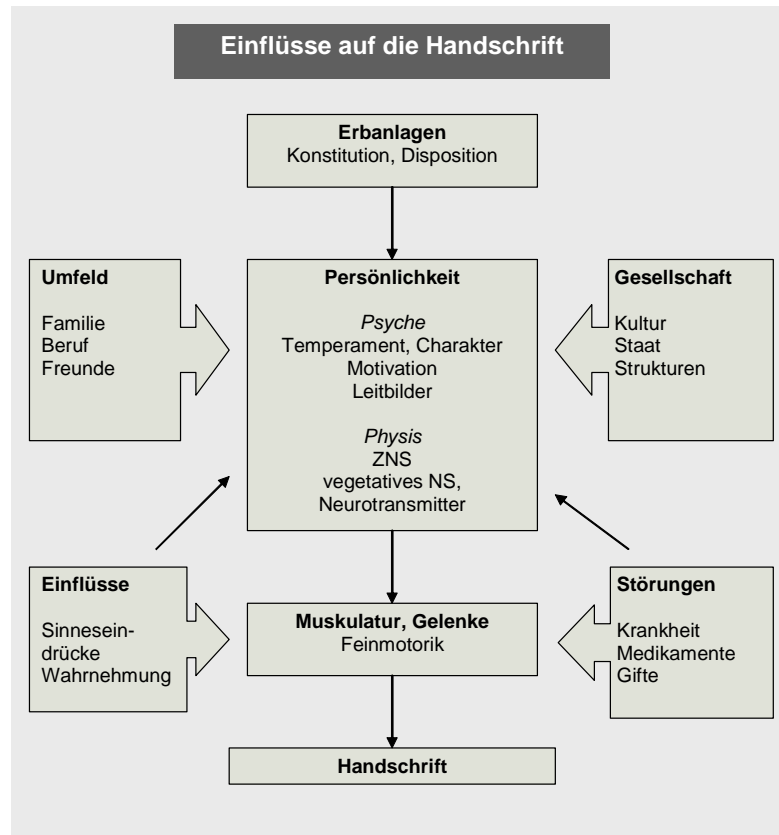 Einflüsse auf die Handschrift
Erbanlagen
Konstitution, Disposition
Umfeld
Familie
Beruf
Freunde
Persönlichkeit
Psyche
Temperament, Charakter
Motivation
Leitbilder
Physis
ZNS
vegetatives NS,
Neurotransmitter
Gesellschaft
Kultur
Staat
Strukturen
Einflüsse
Sinnesein-
drücke
Wahrnehmung
Muskulatur, Gelenke
Feinmotorik
Störungen
Krankheit
Medikamente
Gifte
Handschrift